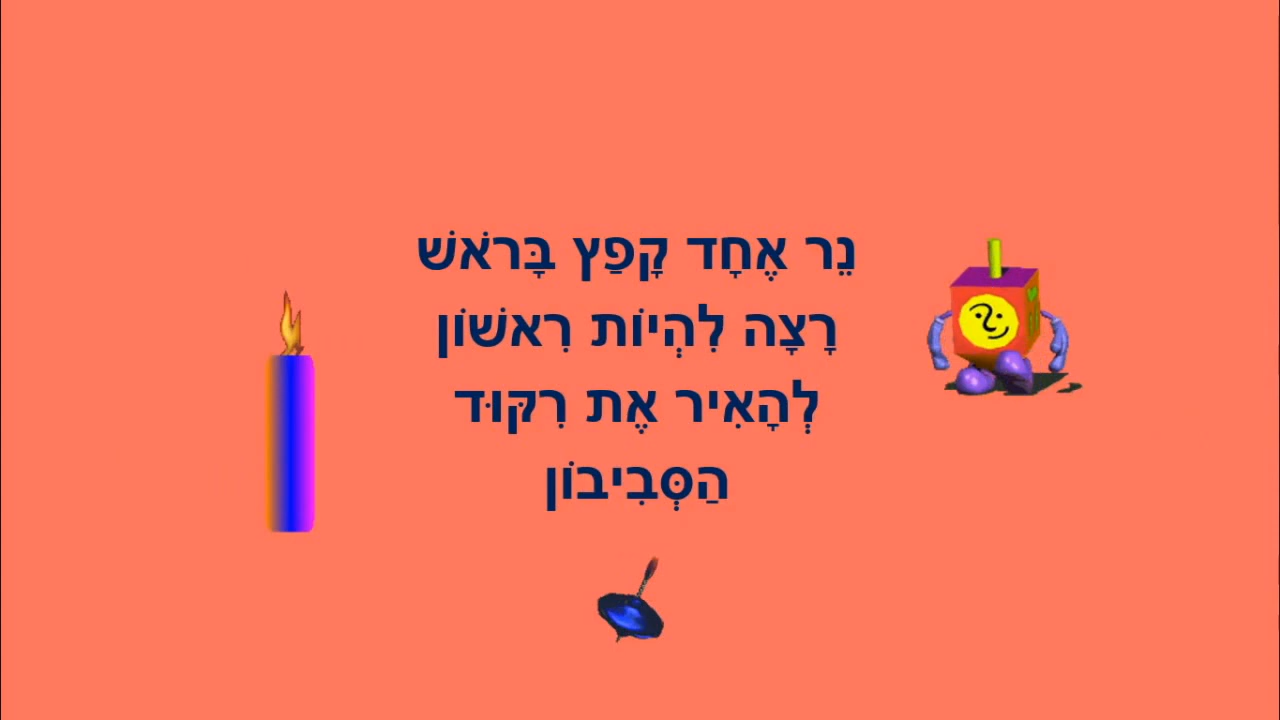 נֵר אֶחָד קָפַץ בָּרֹאשׁ
רָצָה לִהְיוֹת רִאשׁוֹן
לְהָאִיר אֶת רִקּוּד
הַסְּבִיבוֹן